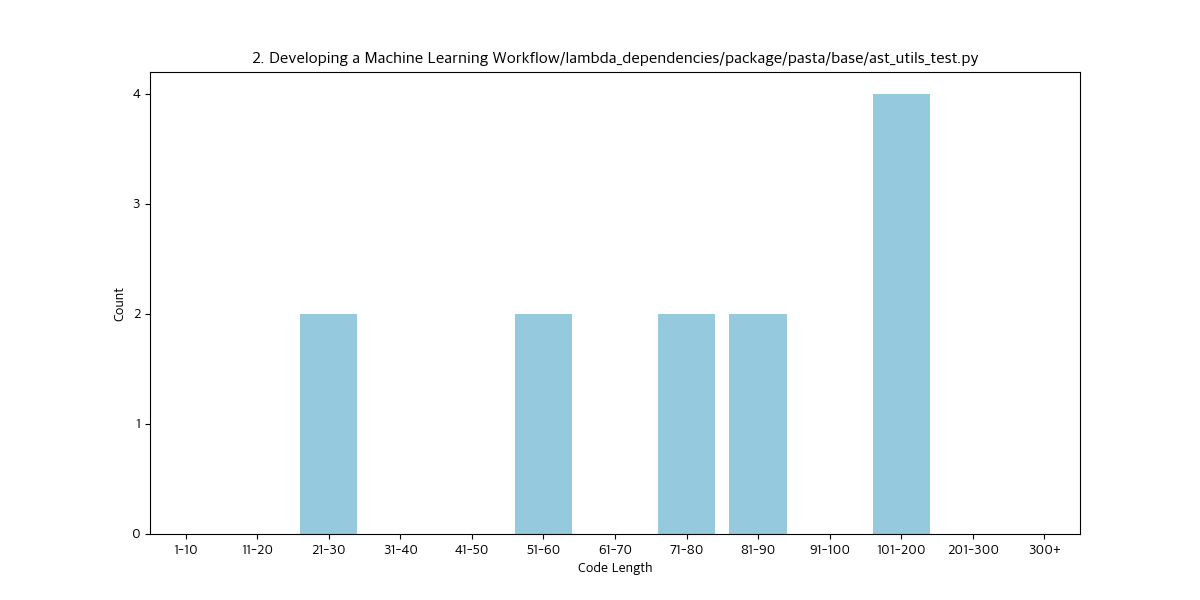 2. Developing a Machine Learning Workflow/lambda_dependencies/package/pasta/base/ast_utils_test.py
4
3
2
1
0
Count
1-10 11-20 21-30 31-40 41-50 51-60 61-70 71-80 81-90 91-100 101-200 201-300 300+
Code Length